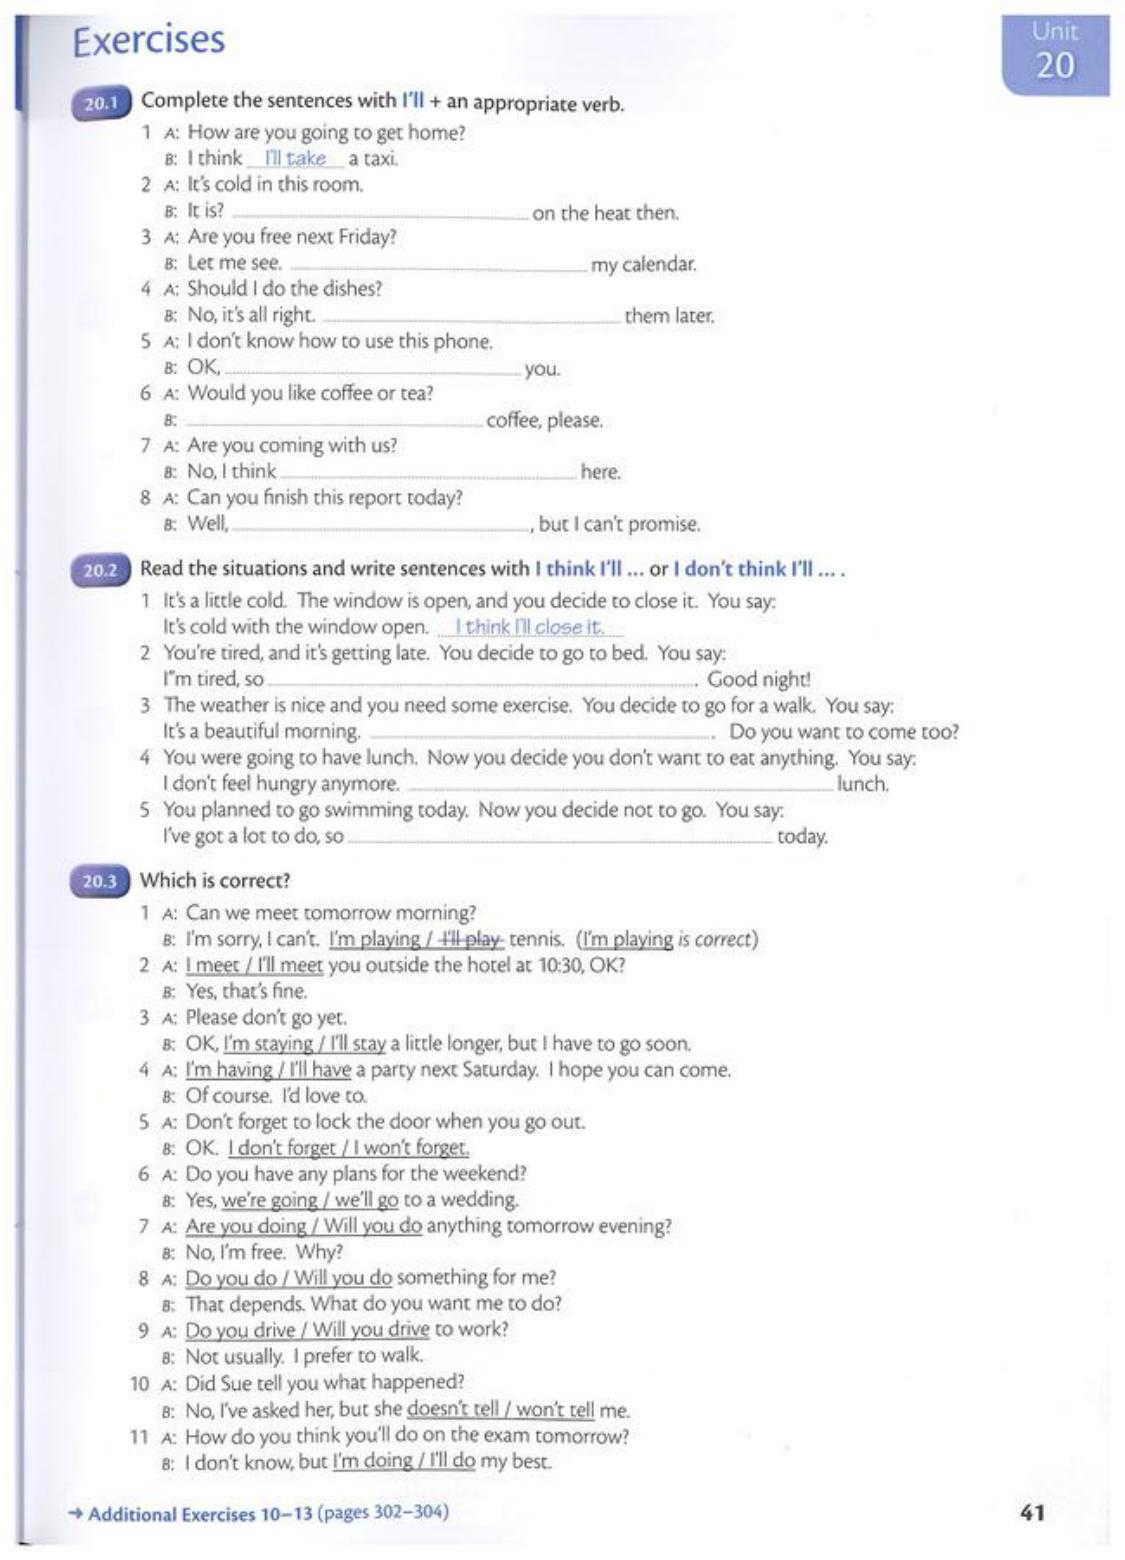 Exercises
Unit
20
20.1 Complete the sentences with I'll + an appropriate verb.
1 A: How are you going to get home?
B: I think I'll take a taxi.
2 A: It's cold in this room.
B: It is? on the heat then.
3 A: Are you free next Friday?
B: Let me see. my calendar.
4 A: Should I do the dishes?
B: No, it's all right. them later.
5 A: I don't know how to use this phone.
B: OK, you.
6 A: Would you like coffee or tea?
B: coffee, please.
7 A: Are you coming with us?
B: No, I think here.
8 A: Can you finish this report today?
B: Well, , but I can't promise.
20.2 Read the situations and write sentences with I think I'll ... or I don't think I'll ... .
1 It's a little cold. The window is open, and you decide to close it. You say:
It's cold with the window open. I think I'll close it.
2 You're tired, and it's getting late. You decide to go to bed. You say:
I"m tired, so . Good night!
3 The weather is nice and you need some exercise. You decide to go for a walk. You say:
It's a beautiful morning. . Do you want to come too?
4 You were going to have lunch. Now you decide you don't want to eat anything. You say:
I don't feel hungry anymore. lunch.
5 You planned to go swimming today. Now you decide not to go. You say:
I've got a lot to do, so today.
20.3 Which is correct?
1 A: Can we meet tomorrow morning?
B: I'm sorry, I can't. I'm playing / I'll play tennis. (I'm playing is correct)
2 A: I meet / I'll meet you outside the hotel at 10:30, OK?
B: Yes, that's fine.
3 A: Please don't go yet.
B: OK, I'm staying / I'll stay a little longer, but I have to go soon.
4 A: I'm having / I'll have a party next Saturday. I hope you can come.
B: Of course. I'd love to.
5 A: Don't forget to lock the door when you go out.
B: OK. I don't forget / I won't forget.
6 A: Do you have any plans for the weekend?
B: Yes, we're going / we'll go to a wedding.
7 A: Are you doing / Will you do anything tomorrow evening?
B: No, I'm free. Why?
8 A: Do you do / Will you do something for me?
B: That depends. What do you want me to do?
9 A: Do you drive / Will you drive to work?
B: Not usually. I prefer to walk.
10 A: Did Sue tell you what happened?
B: No, I've asked her, but she doesn't tell / won't tell me.
11 A: How do you think you'll do on the exam tomorrow?
B: I don't know, but I'm doing / I'll do my best.
→ Additional Exercises 10–13 (pages 302–304)
41